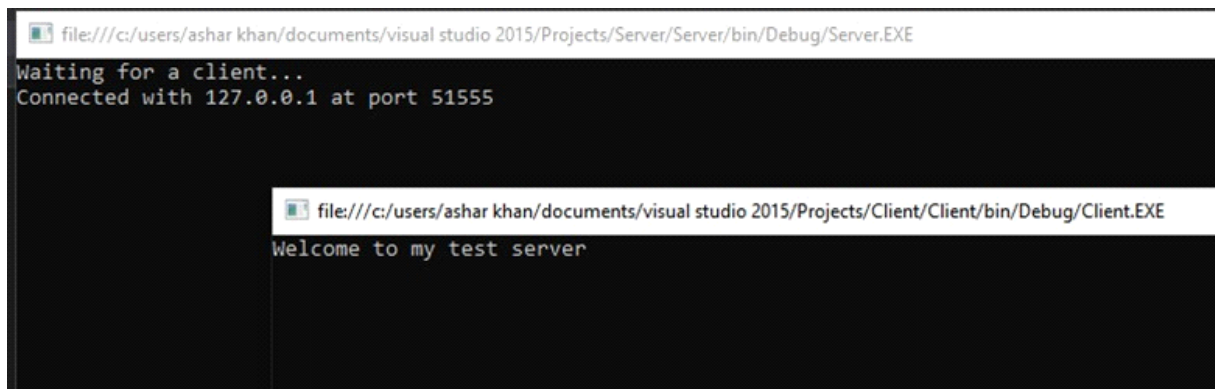 file:///c:/users/ashar khan/documents/visual studio 2015/Projects/Server/Server/bin/Debug/Server.EXE
Waiting for a client...
Connected with 127.0.0.1 at port 51555
file:///c:/users/ashar khan/documents/visual studio 2015/Projects/Client/Client/bin/Debug/Client.EXE
Welcome to my test server